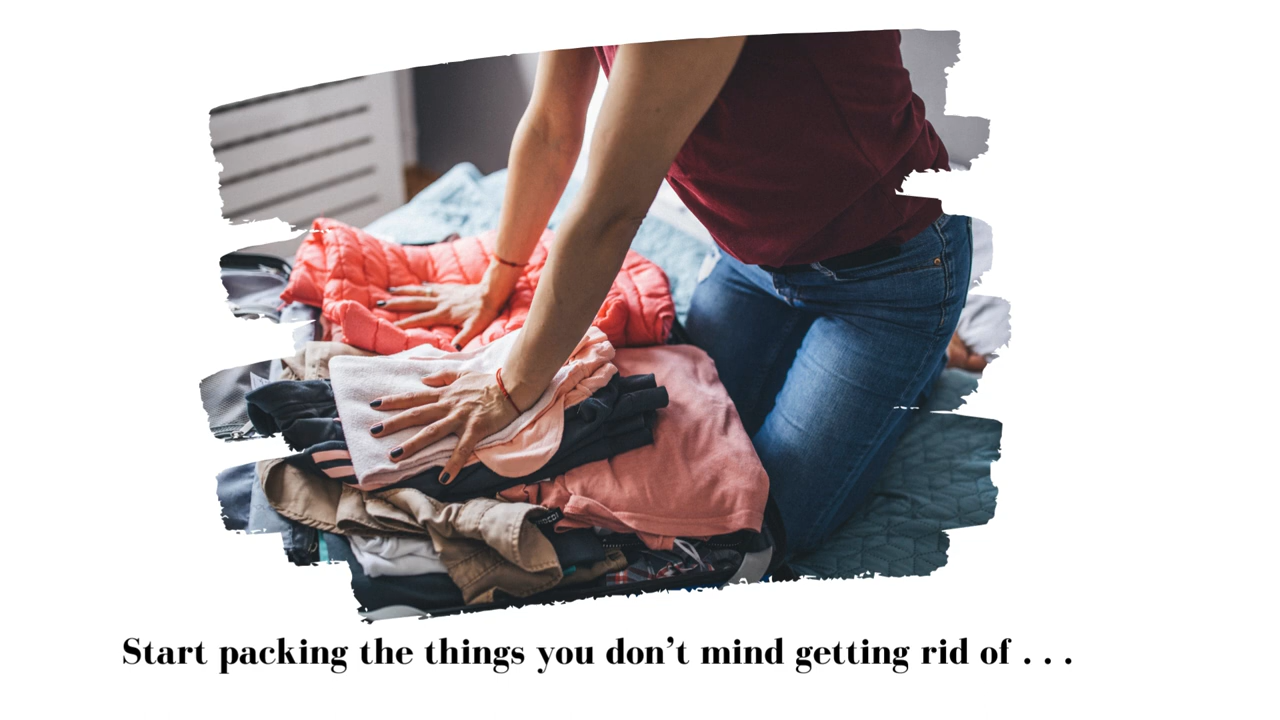 Start packing the things you don’t mind getting rid of . . .